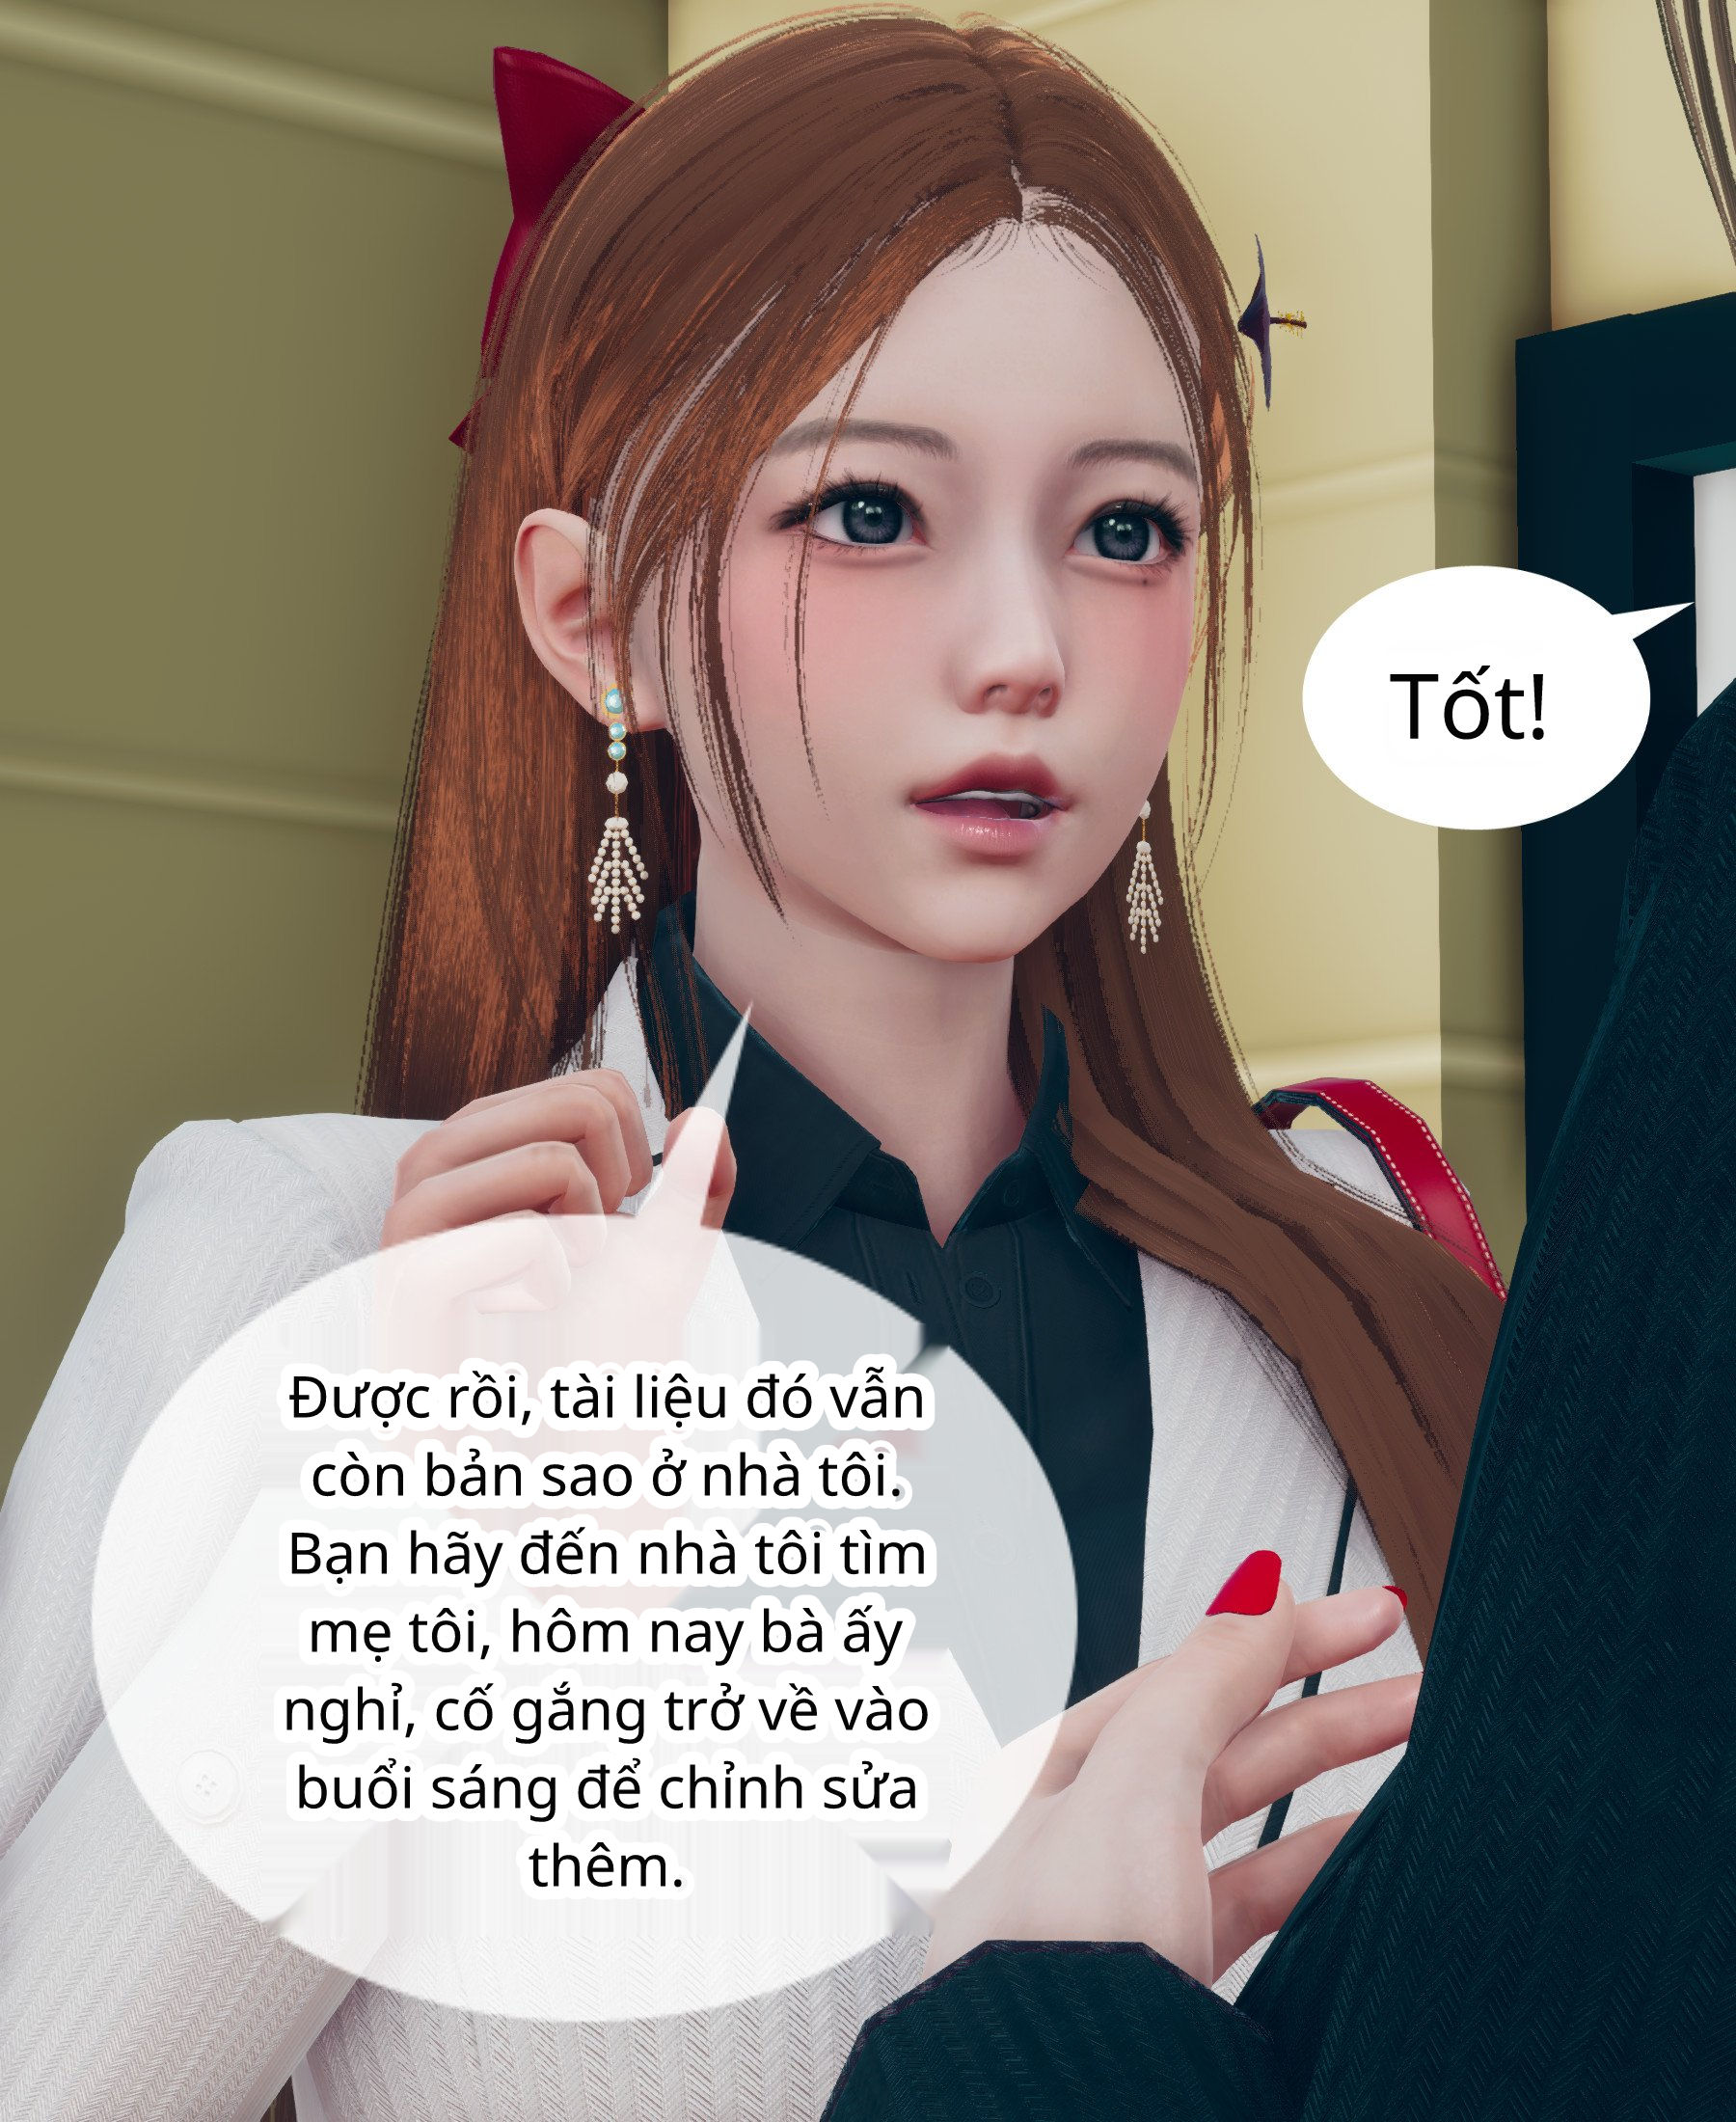 Tốt!
Được rồi, tài liệu đó vẫn
còn bản sao ở nhà tôi.
Bạn hãy đến nhà tôi tìm
mẹ tôi, hôm nay bà ấy
nghỉ, cố gắng trở về vào
buổi sáng để chỉnh sửa
thêm.